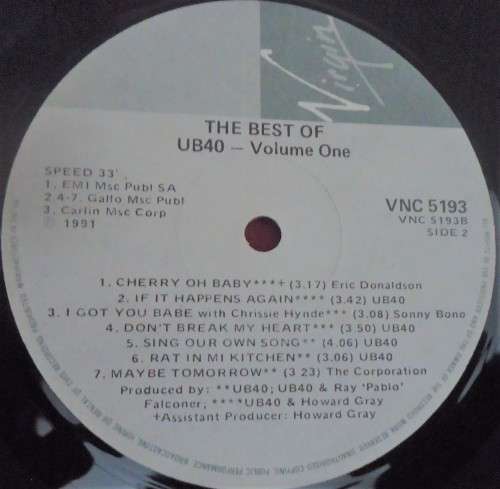 Virgin
THE BEST OF
UB40 — Volume One
SPEED 33'
1. EMI Msc Publ SA
2 4-7. Gallo Msc Publ
3. Carlin Msc Corp
℗ 1991
VNC 5193
VNC 5193B
SIDE 2
1. CHERRY OH BABY***+ (3.17) Eric Donaldson
2. IF IT HAPPENS AGAIN**** (3.42) UB40
3. I GOT YOU BABE with Chrissie Hynde*** (3.08) Sonny Bono
4. DON'T BREAK MY HEART*** (3.50) UB40
5. SING OUR OWN SONG** (4.06) UB40
6. RAT IN MI KITCHEN** (3.06) UB40
7. MAYBE TOMORROW** (3 23) The Corporation
Produced by: **UB40; UB40 & Ray 'Pablo'
Falconer, ****UB40 & Howard Gray
+Assistant Producer: Howard Gray